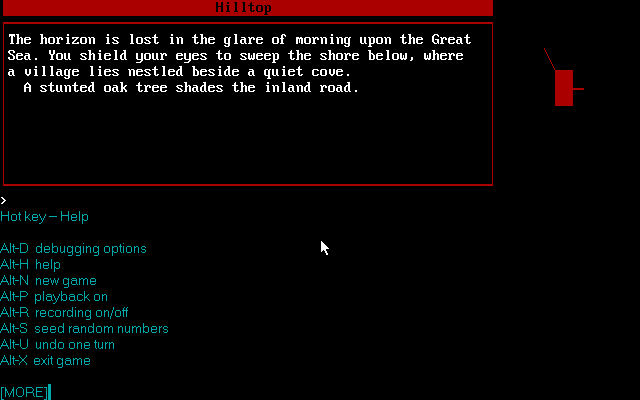 Hilltop
The horizon is lost in the glare of morning upon the Great
Sea. You shield your eyes to sweep the shore below, where
a village lies nestled beside a quiet cove.
A stunted oak tree shades the inland road.
>
Hot key – Help
Alt-D debugging options
Alt-H help
Alt-N new game
Alt-P playback on
Alt-R recording on/off
Alt-S seed random numbers
Alt-U undo one turn
Alt-X exit game
[MORE]